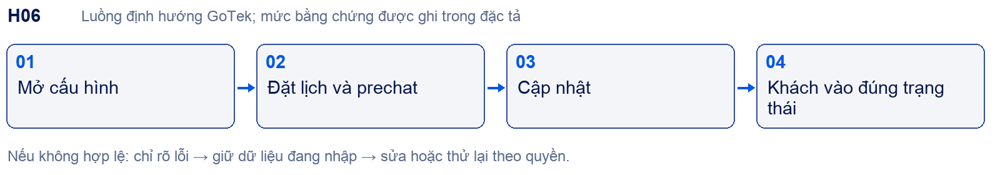 H06
Luồng định hướng GoTek; mức bằng chứng được ghi trong đặc tả
01
Mở cấu hình
02
Đặt lịch và prechat
03
Cập nhật
04
Khách vào đúng trạng
thái
Nếu không hợp lệ: chỉ rõ lỗi → giữ dữ liệu đang nhập → sửa hoặc thử lại theo quyền.